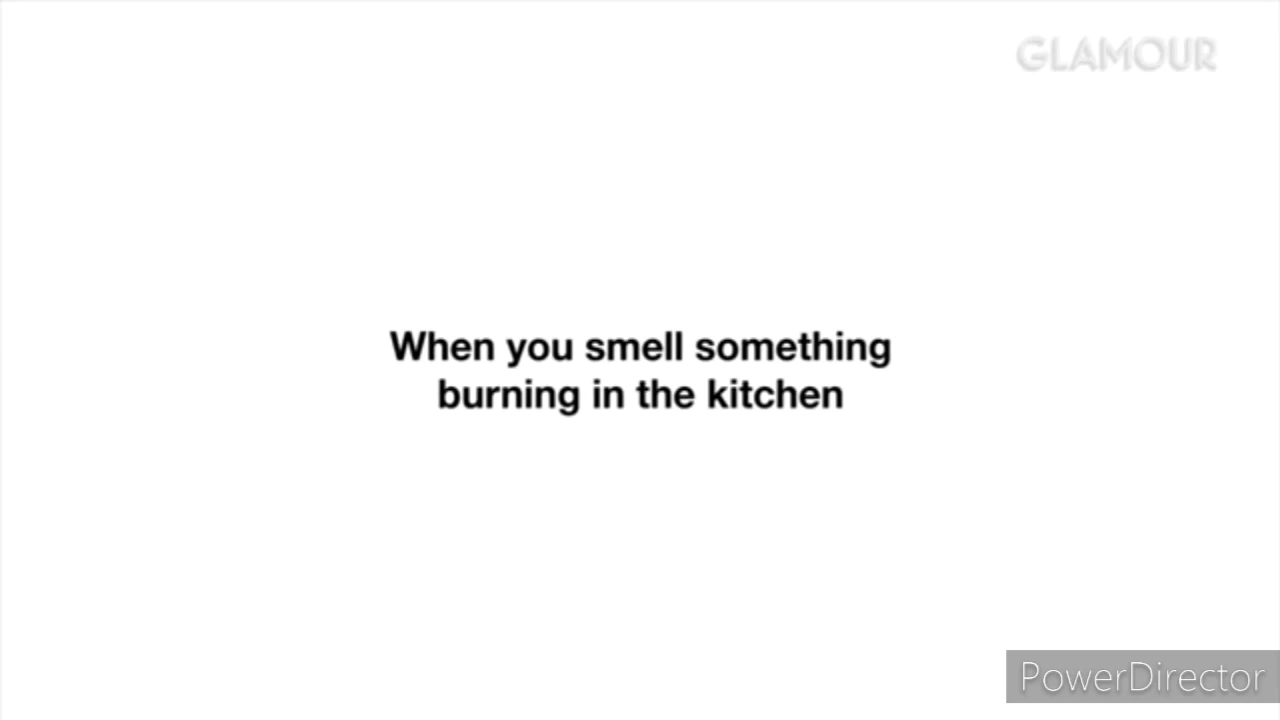 GLAMOUR
When you smell something
burning in the kitchen
PowerDirector